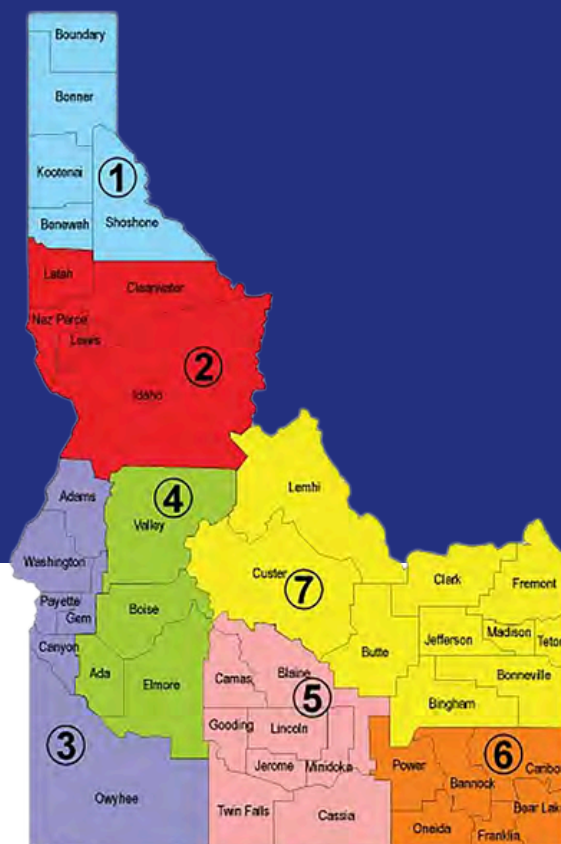 Boundary
Bonner
Kootenai
1
Benewah
Shoshone
Latah
Clearwater
Nez Perce
Lewis
2
Idaho
Adams
4
Lemhi
Valley
Washington
Custer
7
Clark
Fremont
Payette
Gem
Boise
Jefferson
Madison
Teton
Canyon
Butte
Ada
Elmore
Camas
Blaine
Bonneville
5
Bingham
Gooding
Lincoln
3
6
Jerome
Minidoka
Power
Caribo
Bannock
Owyhee
Twin Falls
Cassia
Bear Lak
Oneida
Franklin